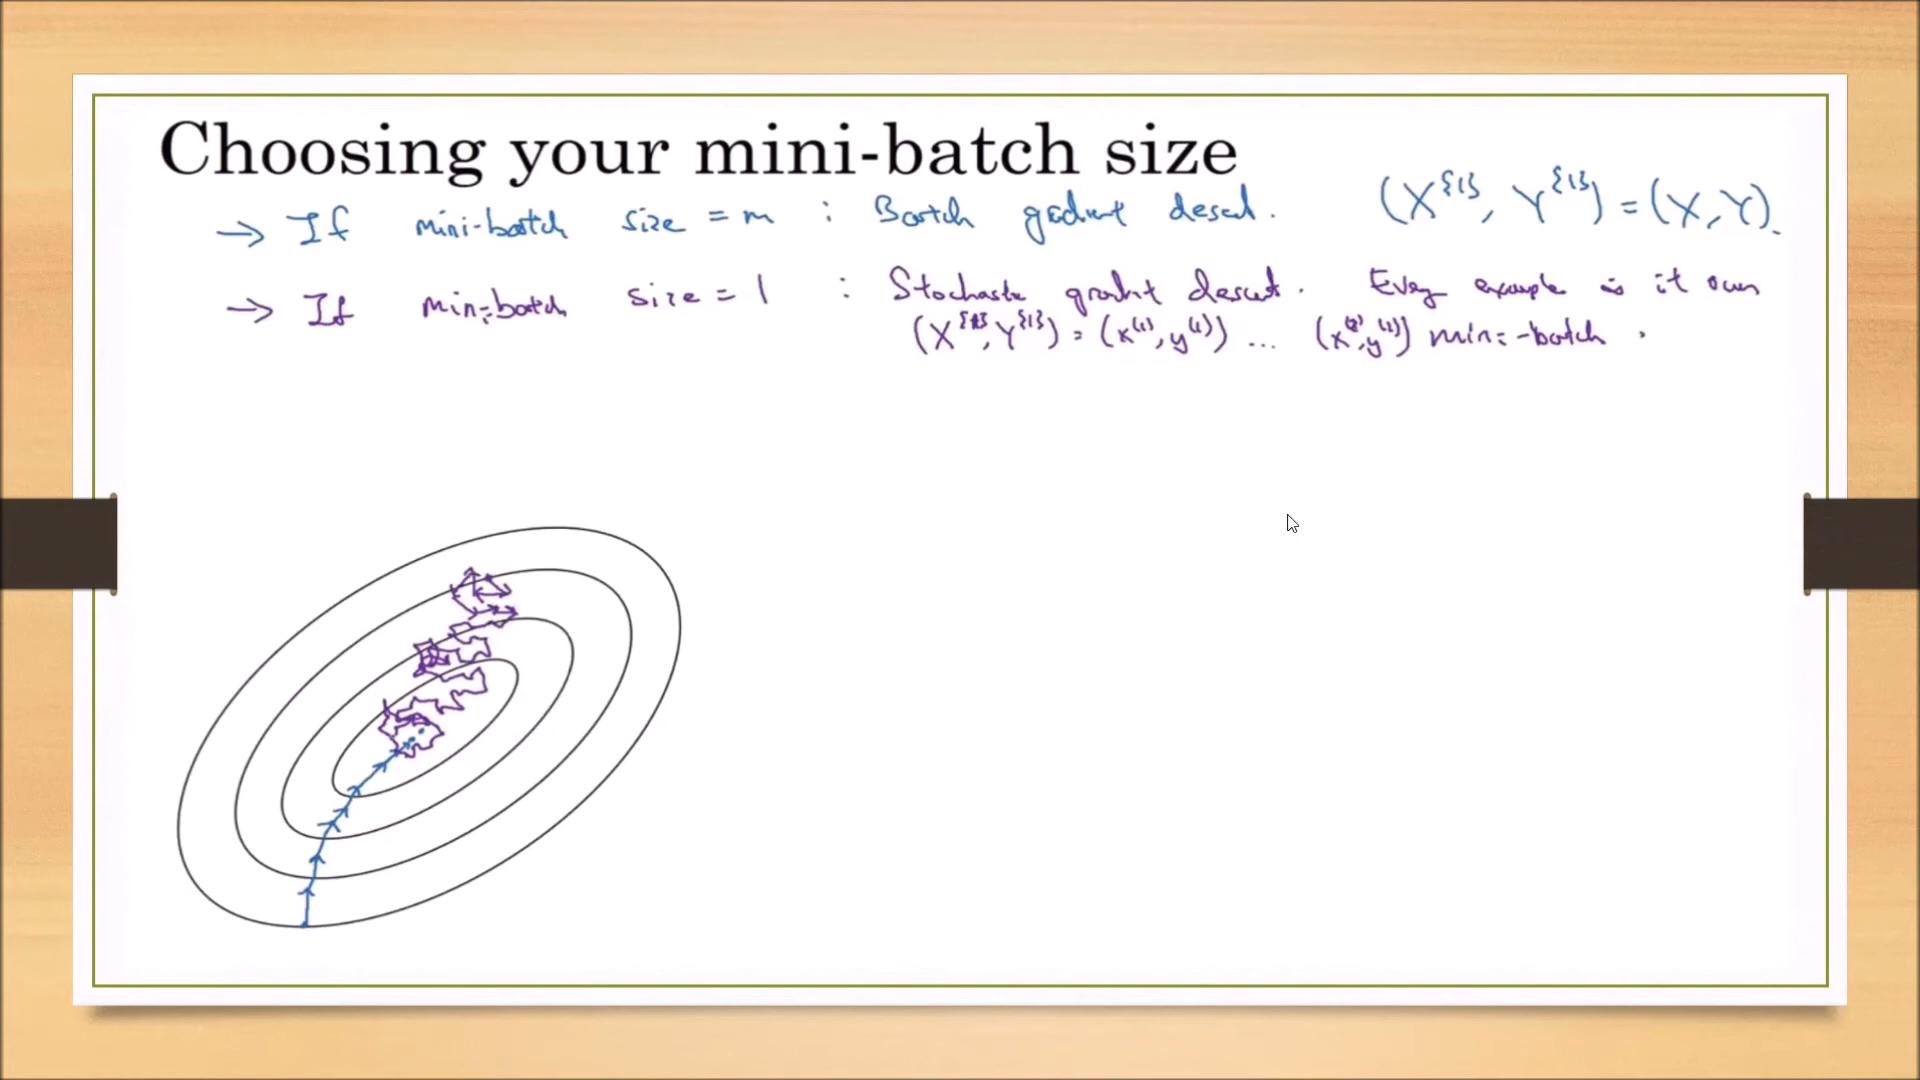 Choosing your mini-batch size
→ If mini-batch size = m : Batch gradient descent. (X^{1}, Y^{1}) = (X, Y).
→ If mini-batch size = 1 : Stochastic gradient descent. Every example is it own
(X^{1}, Y^{1}) = (x^(1), y^(1)) ... (x^(2), y^(2)) mini-batch.